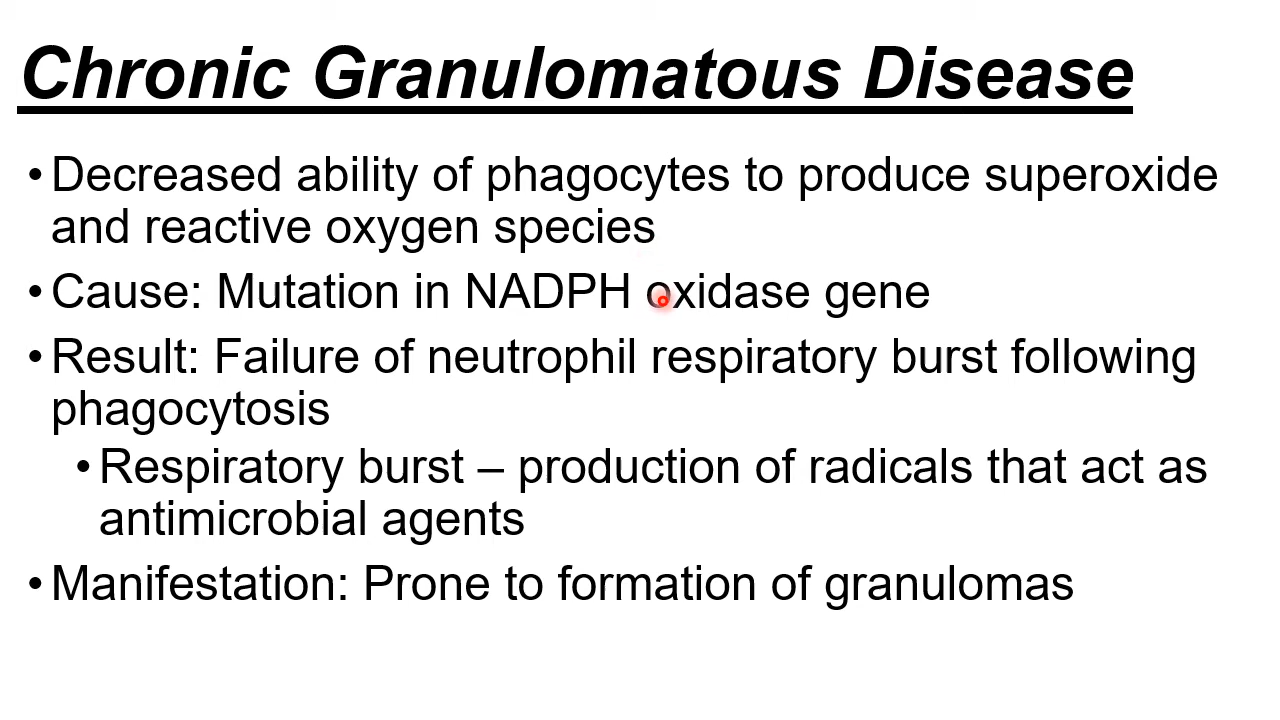 Chronic Granulomatous Disease
•Decreased ability of phagocytes to produce superoxide
and reactive oxygen species
•Cause: Mutation in NADPH oxidase gene
•Result: Failure of neutrophil respiratory burst following
phagocytosis
•Respiratory burst – production of radicals that act as
antimicrobial agents
•Manifestation: Prone to formation of granulomas